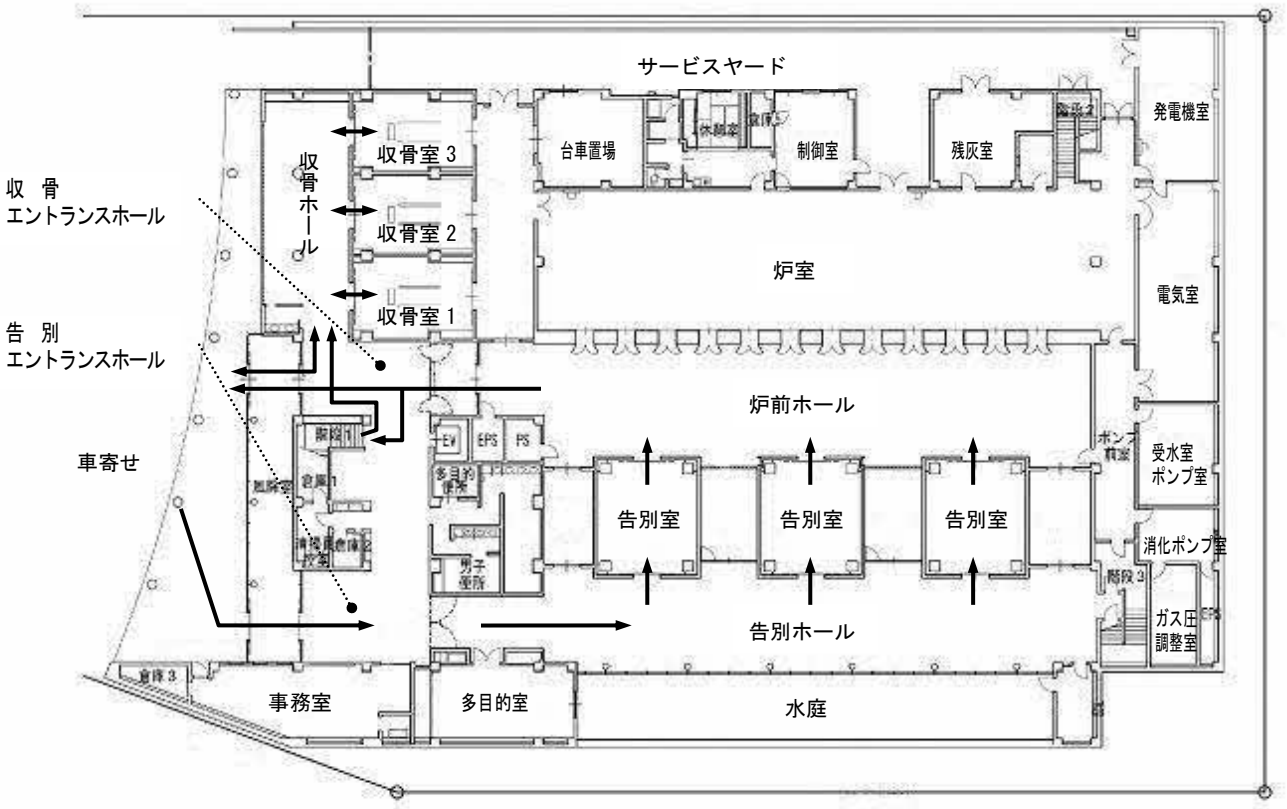 サービスヤード
発電機室
階段2
休憩室
倉庫5
台車置場
制御室
残灰室
収骨室 3
収骨ホール
収　骨
エントランスホール
収骨室 2
炉室
電気室
収骨室 1
告　別
エントランスホール
炉前ホール
階段1
EV
EPS
PS
ポンプ
前室
受水室
ポンプ室
車寄せ
風除室
倉庫1
多目的
便所
告別室
告別室
告別室
倉庫2
消化ポンプ室
男子
便所
階段3
ガス圧
調整室
EPS
告別ホール
倉庫3
事務室
多目的室
水庭